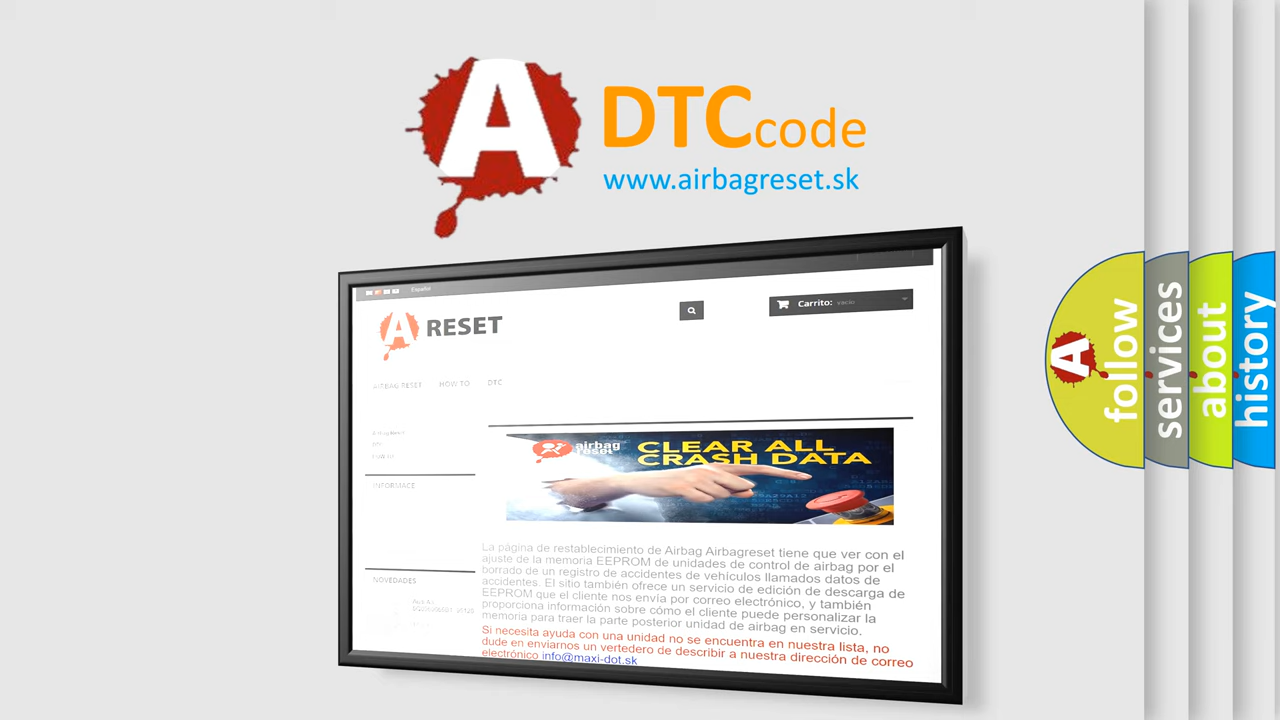 A DTC code
www.airbagreset.sk
Español
A RESET
Carrito: vacío
AIRBAG RESET HOW TO DTC
INFORMACE
airbag
reset
CLEAR ALL
CRASH DATA
La página de restablecimiento de Airbag Airbagreset tiene que ver con el
ajuste de la memoria EEPROM de unidades de control de airbag por el
borrado de un registro de accidentes de vehículos llamados datos de
accidentes. El sitio también ofrece un servicio de edición de descarga de
EEPROM que el cliente nos envía por correo electrónico, y también
proporciona información sobre cómo el cliente puede personalizar la
memoria para traer la parte posterior unidad de airbag en servicio.
NOVEDADES
Si necesita ayuda con una unidad no se encuentra en nuestra lista, no
dude en enviarnos un vertedero de describir a nuestra dirección de correo
electrónico info@maxi-dot.sk
A
follow
services
about
history